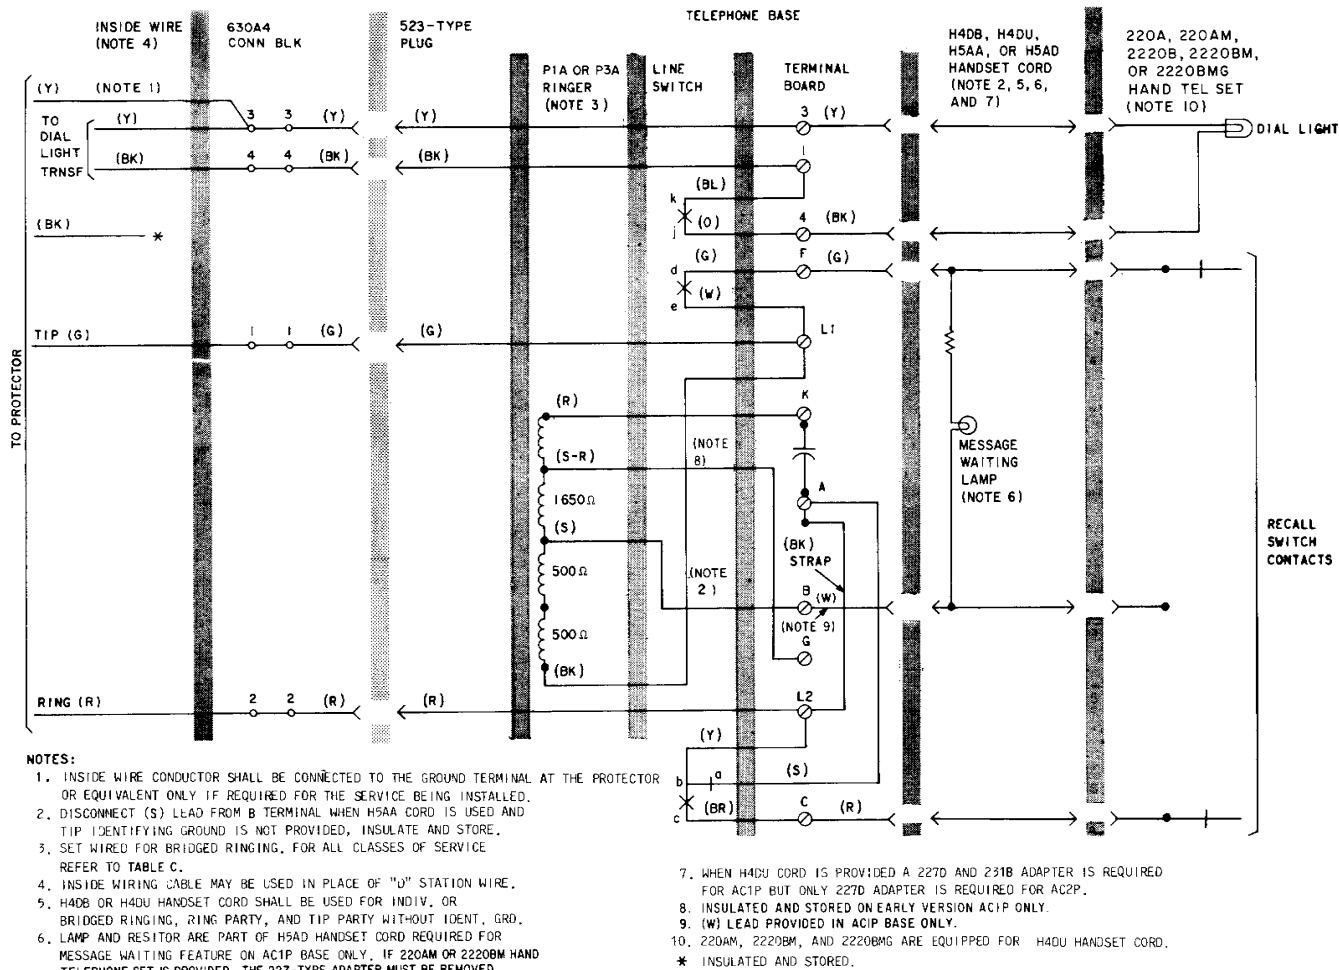 TELEPHONE BASE
INSIDE WIRE
(NOTE 4)
630A4
CONN BLK
523-TYPE
PLUG
P1A OR P3A
RINGER
(NOTE 3)
LINE
SWITCH
TERMINAL
BOARD
H4DB, H4DU,
H5AA, OR H5AD
HANDSET CORD
(NOTE 2, 5, 6,
AND 7)
220A, 220AM,
2220B, 2220BM,
OR 2220BMG
HAND TEL SET
(NOTE 10)
(Y) (NOTE 1)
TO
DIAL
LIGHT
TRNSF
(Y) 3 3 (Y) (Y) 3 (Y)
DIAL LIGHT
(BK) 4 4 (BK) (BK) 1
(BL)
k
(O)
j
4 (BK)
(BK) *
(G) F (G)
d
(W)
e
TIP (G) 1 1 (G) (G) L1
TO PROTECTOR
(R) K
(S-R)
(NOTE
8)
1650Ω
A
(S)
MESSAGE
WAITING
LAMP
(NOTE 6)
(BK)
STRAP
500Ω
(NOTE
2)
B (W)
(NOTE 9)
G
500Ω
(BK)
RECALL
SWITCH
CONTACTS
RING (R) 2 2 (R) (R) L2
(Y)
b a (S)
c (BR) C (R)
NOTES:
1. INSIDE WIRE CONDUCTOR SHALL BE CONNECTED TO THE GROUND TERMINAL AT THE PROTECTOR
OR EQUIVALENT ONLY IF REQUIRED FOR THE SERVICE BEING INSTALLED.
2. DISCONNECT (S) LEAD FROM B TERMINAL WHEN H5AA CORD IS USED AND
TIP IDENTIFYING GROUND IS NOT PROVIDED, INSULATE AND STORE.
3. SET WIRED FOR BRIDGED RINGING. FOR ALL CLASSES OF SERVICE
REFER TO TABLE C.
4. INSIDE WIRING CABLE MAY BE USED IN PLACE OF "D" STATION WIRE.
5. H4DB OR H4DU HANDSET CORD SHALL BE USED FOR INDIV. OR
BRIDGED RINGING, RING PARTY, AND TIP PARTY WITHOUT IDENT. GRD.
6. LAMP AND RESITOR ARE PART OF H5AD HANDSET CORD REQUIRED FOR
MESSAGE WAITING FEATURE ON AC1P BASE ONLY. IF 220AM OR 2220BM HAND
TELEPHONE SET IS PROVIDED, THE 227-TYPE ADAPTER MUST BE REMOVED
7. WHEN H4DU CORD IS PROVIDED A 227D AND 231B ADAPTER IS REQUIRED
FOR AC1P BUT ONLY 227D ADAPTER IS REQUIRED FOR AC2P.
8. INSULATED AND STORED ON EARLY VERSION AC1P ONLY.
9. (W) LEAD PROVIDED IN AC1P BASE ONLY.
10. 220AM, 2220BM, AND 2220BMG ARE EQUIPPED FOR H4DU HANDSET CORD.
* INSULATED AND STORED.